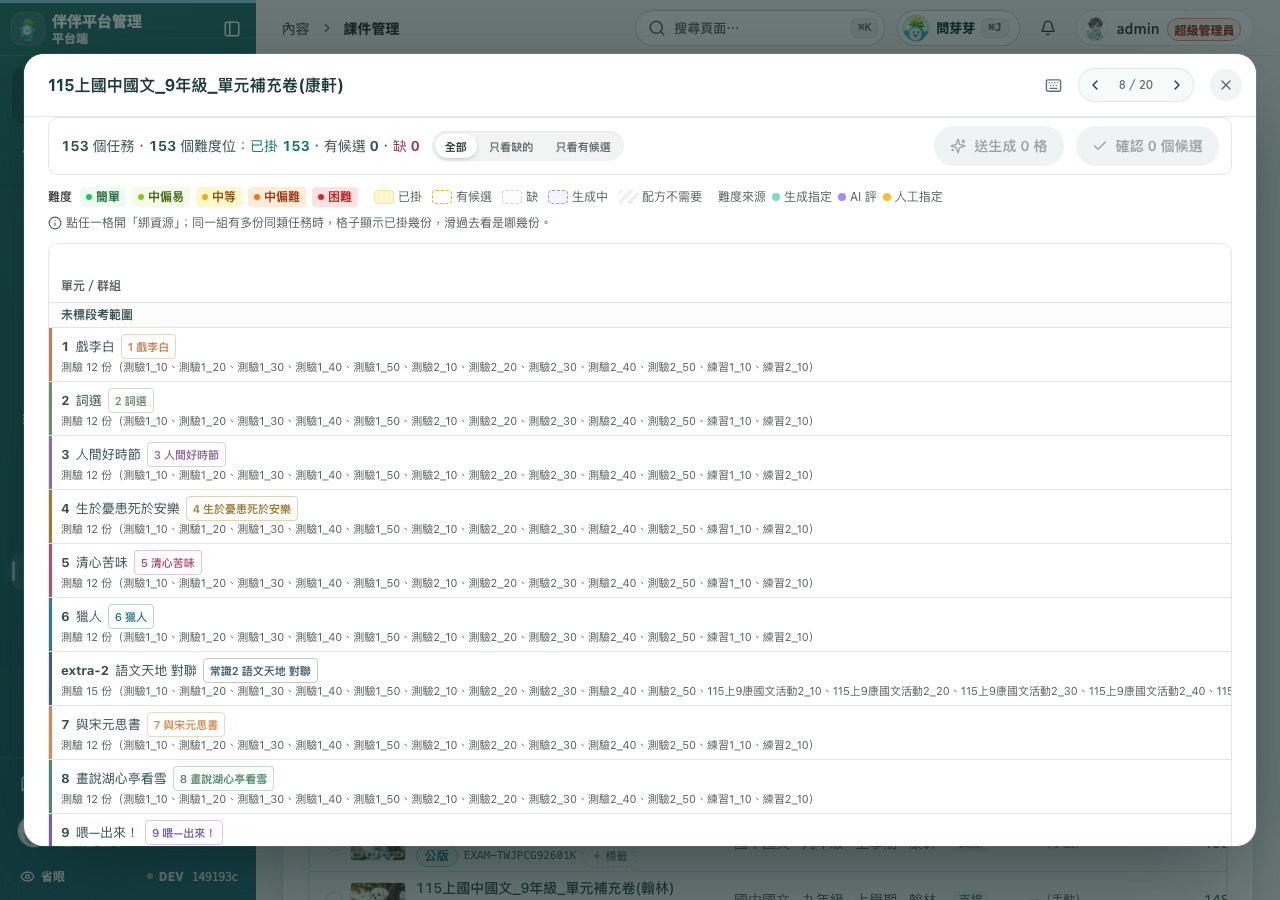 伴伴平台管理
平台端
內容 › 課件管理
搜尋頁面… ⌘K
問芽芽 ⌘J
admin 超級管理員
115上國中國文_9年級_單元補充卷(康軒)
8 / 20
153 個任務 · 153 個難度位：已掛 153 · 有候選 0 · 缺 0
全部 只看缺的 只看有候選
送生成 0 格
確認 0 個候選
難度 簡單 中偏易 中等 中偏難 困難 已掛 有候選 缺 生成中 配方不需要 難度來源 生成指定 AI 評 人工指定
點任一格開「綁資源」；同一組有多份同類任務時，格子顯示已掛幾份，滑過去看是哪幾份。
單元 / 群組
未標段考範圍
1 戲李白 1 戲李白
測驗 12 份（測驗1_10、測驗1_20、測驗1_30、測驗1_40、測驗1_50、測驗2_10、測驗2_20、測驗2_30、測驗2_40、測驗2_50、練習1_10、練習2_10）
2 詞選 2 詞選
測驗 12 份（測驗1_10、測驗1_20、測驗1_30、測驗1_40、測驗1_50、測驗2_10、測驗2_20、測驗2_30、測驗2_40、測驗2_50、練習1_10、練習2_10）
3 人間好時節 3 人間好時節
測驗 12 份（測驗1_10、測驗1_20、測驗1_30、測驗1_40、測驗1_50、測驗2_10、測驗2_20、測驗2_30、測驗2_40、測驗2_50、練習1_10、練習2_10）
4 生於憂患死於安樂 4 生於憂患死於安樂
測驗 12 份（測驗1_10、測驗1_20、測驗1_30、測驗1_40、測驗1_50、測驗2_10、測驗2_20、測驗2_30、測驗2_40、測驗2_50、練習1_10、練習2_10）
5 清心苦味 5 清心苦味
測驗 12 份（測驗1_10、測驗1_20、測驗1_30、測驗1_40、測驗1_50、測驗2_10、測驗2_20、測驗2_30、測驗2_40、測驗2_50、練習1_10、練習2_10）
6 獵人 6 獵人
測驗 12 份（測驗1_10、測驗1_20、測驗1_30、測驗1_40、測驗1_50、測驗2_10、測驗2_20、測驗2_30、測驗2_40、測驗2_50、練習1_10、練習2_10）
extra-2 語文天地 對聯 常識2 語文天地 對聯
測驗 15 份（測驗1_10、測驗1_20、測驗1_30、測驗1_40、測驗1_50、測驗2_10、測驗2_20、測驗2_30、測驗2_40、測驗2_50、115上9康國文活動2_10、115上9康國文活動2_20、115上9康國文活動2_30、115上9康國文活動2_40、115
7 與宋元思書 7 與宋元思書
測驗 12 份（測驗1_10、測驗1_20、測驗1_30、測驗1_40、測驗1_50、測驗2_10、測驗2_20、測驗2_30、測驗2_40、測驗2_50、練習1_10、練習2_10）
8 畫說湖心亭看雪 8 畫說湖心亭看雪
測驗 12 份（測驗1_10、測驗1_20、測驗1_30、測驗1_40、測驗1_50、測驗2_10、測驗2_20、測驗2_30、測驗2_40、測驗2_50、練習1_10、練習2_10）
9 喂—出來！ 9 喂—出來！
公版 EXAM-TWJPCG92601K + 標籤
省眼 DEV 149193c
115上國中國文_9年級_單元補充卷(翰林)